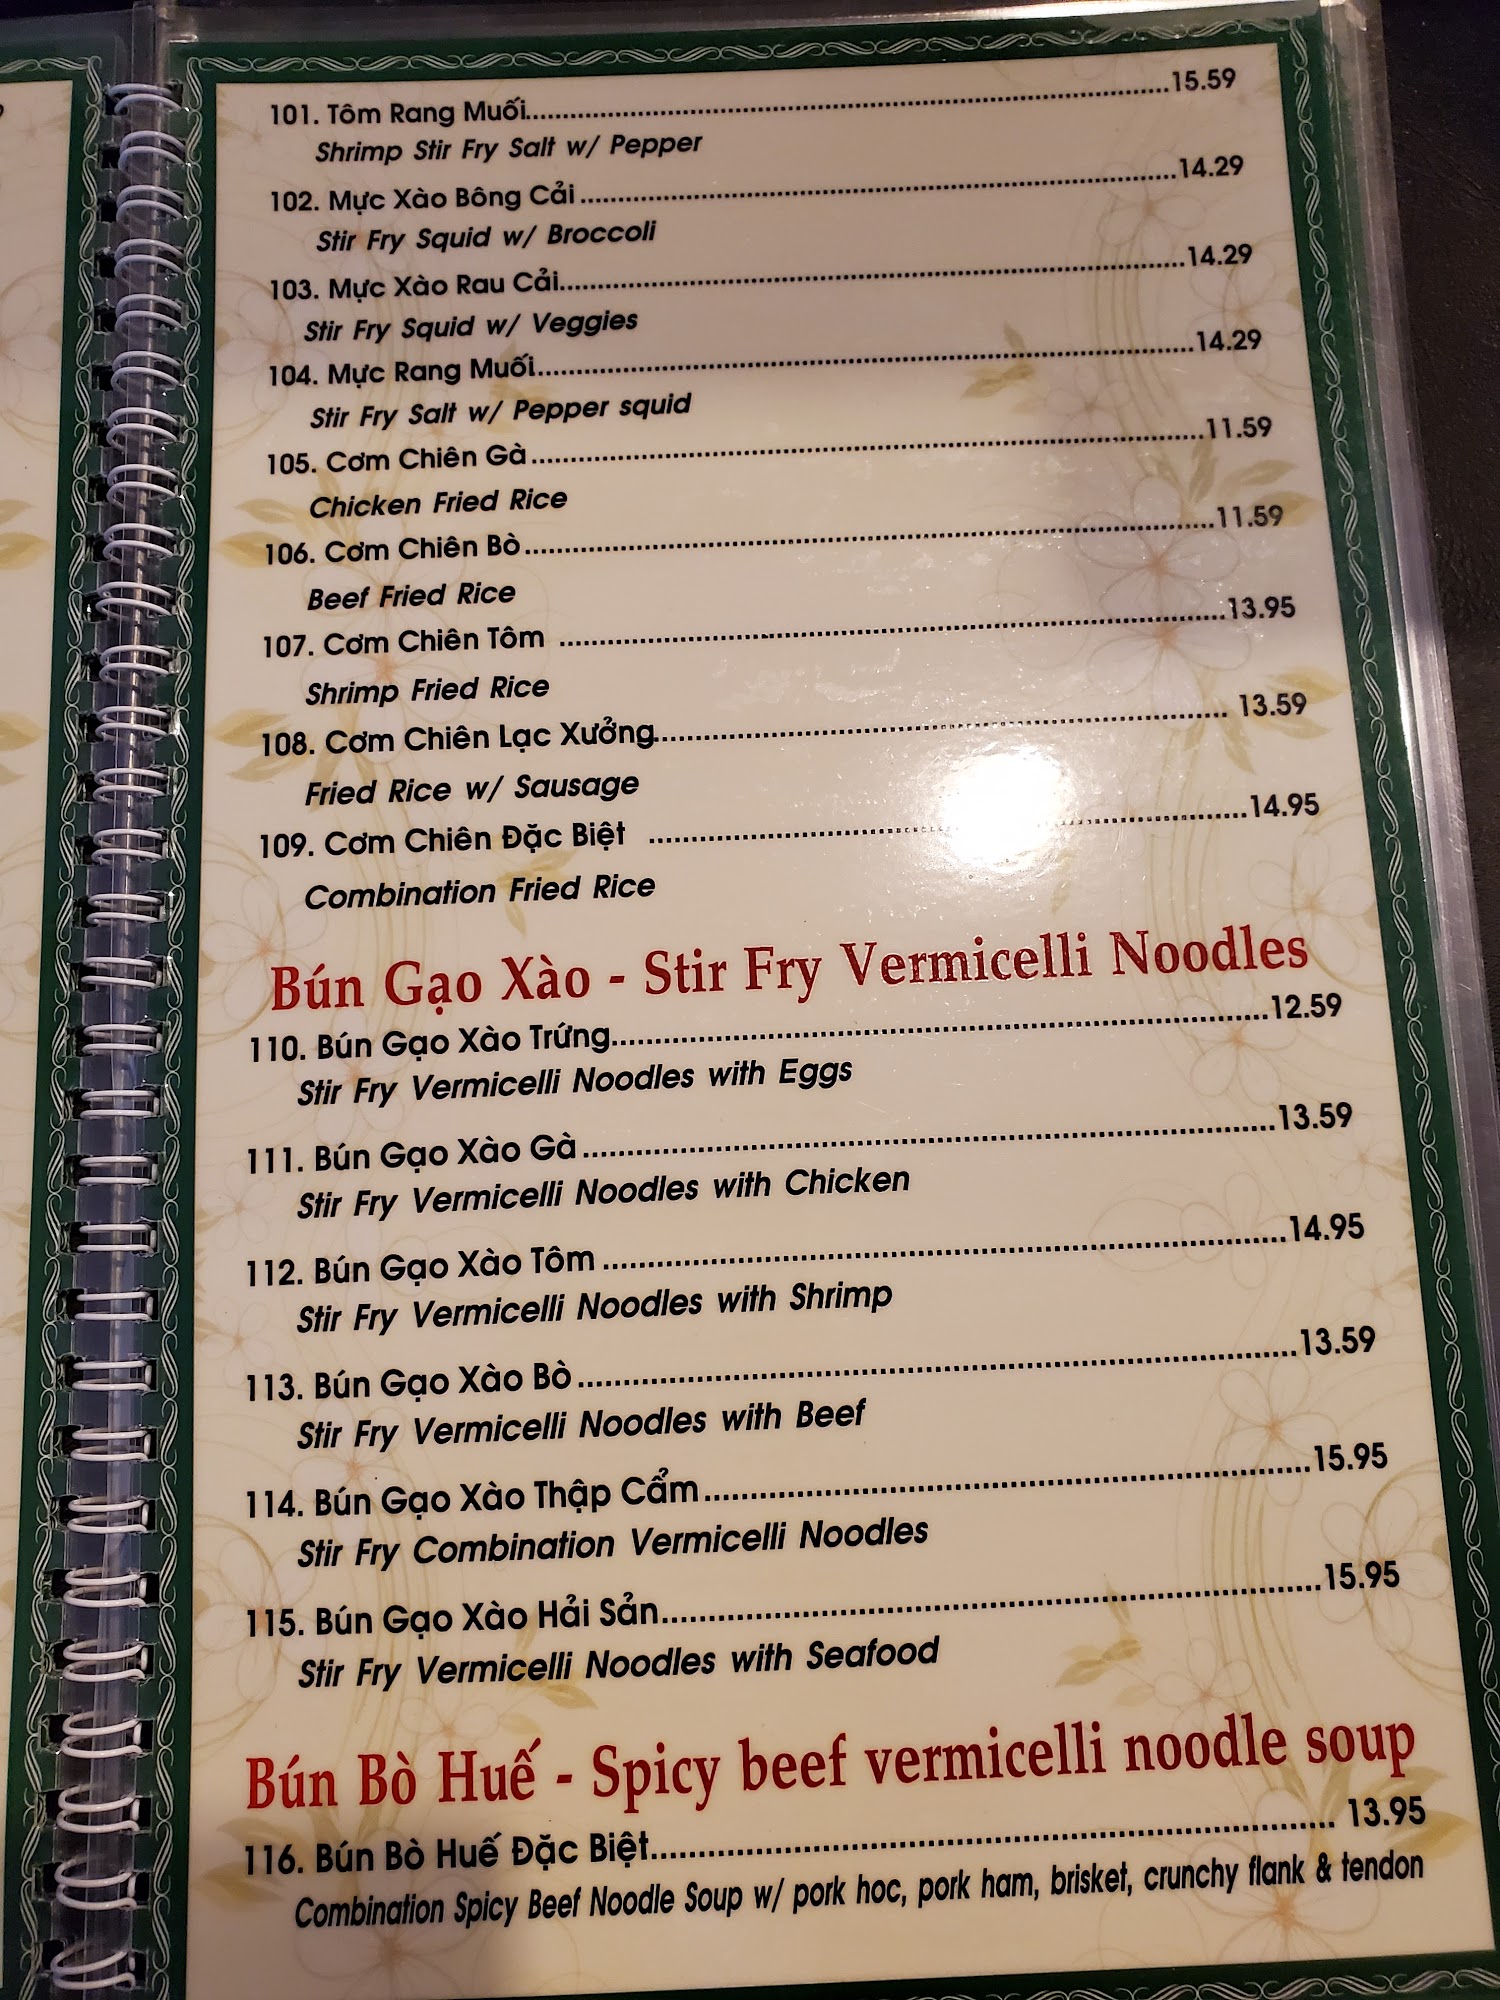 101. Tôm Rang Muối...............15.59
Shrimp Stir Fry Salt w/ Pepper
102. Mực Xào Bông Cải...............14.29
Stir Fry Squid w/ Broccoli
103. Mực Xào Rau Cải...............14.29
Stir Fry Squid w/ Veggies
104. Mực Rang Muối...............14.29
Stir Fry Salt w/ Pepper squid
105. Cơm Chiên Gà...............11.59
Chicken Fried Rice
106. Cơm Chiên Bò...............11.59
Beef Fried Rice
107. Cơm Chiên Tôm ...............13.95
Shrimp Fried Rice
108. Cơm Chiên Lạc Xưởng............... 13.59
Fried Rice w/ Sausage
109. Cơm Chiên Đặc Biệt ...............14.95
Combination Fried Rice
Bún Gạo Xào - Stir Fry Vermicelli Noodles
110. Bún Gạo Xào Trứng...............12.59
Stir Fry Vermicelli Noodles with Eggs
111. Bún Gạo Xào Gà...............13.59
Stir Fry Vermicelli Noodles with Chicken
112. Bún Gạo Xào Tôm...............14.95
Stir Fry Vermicelli Noodles with Shrimp
113. Bún Gạo Xào Bò...............13.59
Stir Fry Vermicelli Noodles with Beef
114. Bún Gạo Xào Thập Cẩm...............15.95
Stir Fry Combination Vermicelli Noodles
115. Bún Gạo Xào Hải Sản...............15.95
Stir Fry Vermicelli Noodles with Seafood
Bún Bò Huế - Spicy beef vermicelli noodle soup
116. Bún Bò Huế Đặc Biệt............... 13.95
Combination Spicy Beef Noodle Soup w/ pork hoc, pork ham, brisket, crunchy flank & tendon